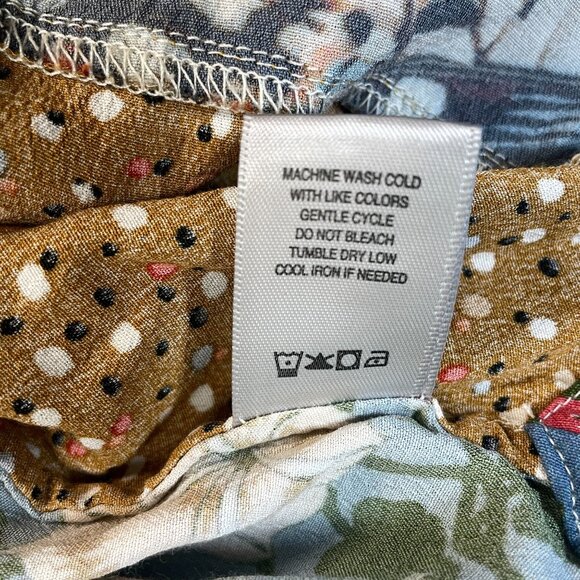 MACHINE WASH COLD
WITH LIKE COLORS
GENTLE CYCLE
DO NOT BLEACH
TUMBLE DRY LOW
COOL IRON IF NEEDED